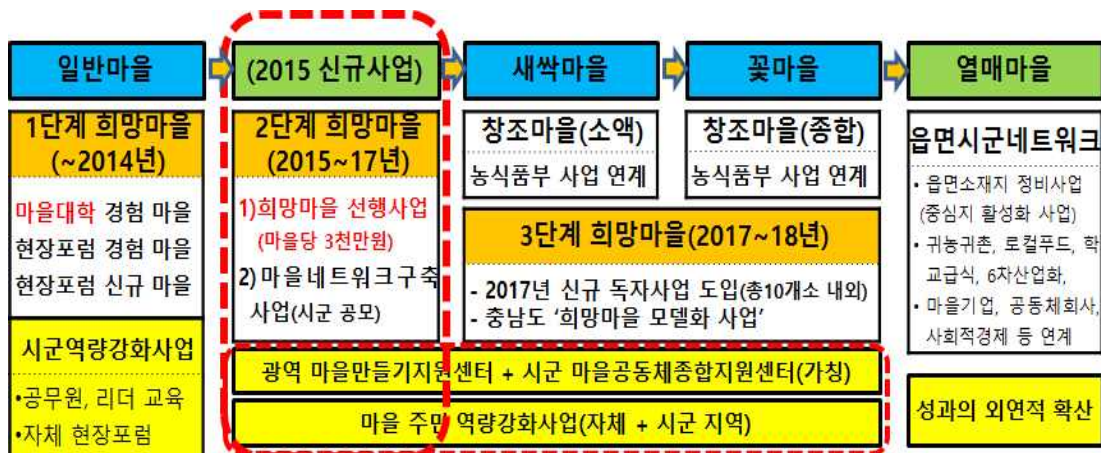 일반마을
(2015 신규사업)
새싹마을
꽃마을
열매마을
1단계 희망마을
(~2014년)
마을대학 경험 마을
현장포럼 경험 마을
현장포럼 신규 마을
시군역량강화사업
•공무원, 리더 교육
•자체 현장포럼
2단계 희망마을
(2015~17년)
1)희망마을 선행사업
(마을당 3천만원)
2)마을네트워크구축
사업(시군 공모)
창조마을(소액)
농식품부 사업 연계
창조마을(종합)
농식품부 사업 연계
3단계 희망마을(2017~18년)
- 2017년 신규 독자사업 도입(총10개소 내외)
- 충남도 ‘희망마을 모델화 사업’
광역 마을만들기지원센터 + 시군 마을공동체종합지원센터(가칭)
마을 주민 역량강화사업(자체 + 시군 지역)
읍면시군네트워크
• 읍면소재지 정비사업
(중심지 활성화 사업)
• 귀농귀촌, 로컬푸드, 학
교급식, 6차산업화,
• 마을기업, 공동체회사,
사회적경제 등 연계
성과의 외연적 확산